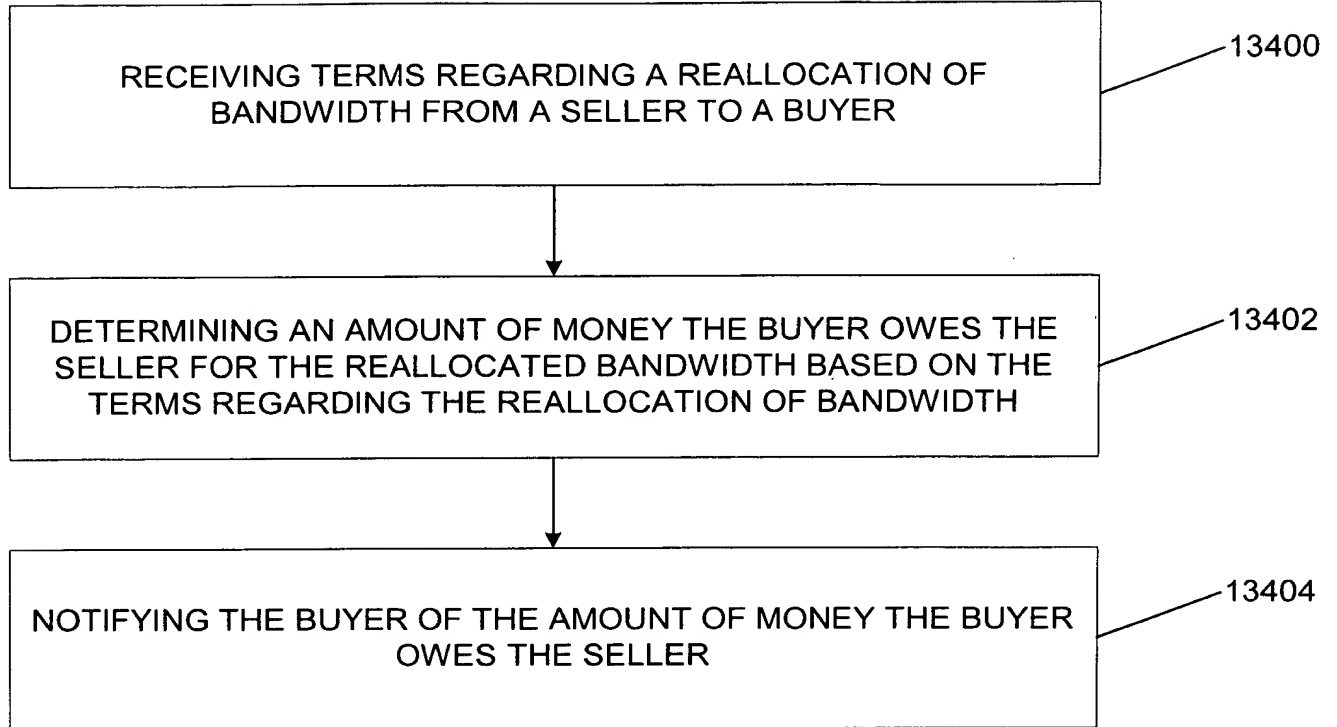 RECEIVING TERMS REGARDING A REALLOCATION OF
BANDWIDTH FROM A SELLER TO A BUYER
13400
DETERMINING AN AMOUNT OF MONEY THE BUYER OWES THE
SELLER FOR THE REALLOCATED BANDWIDTH BASED ON THE
TERMS REGARDING THE REALLOCATION OF BANDWIDTH
13402
NOTIFYING THE BUYER OF THE AMOUNT OF MONEY THE BUYER
OWES THE SELLER
13404